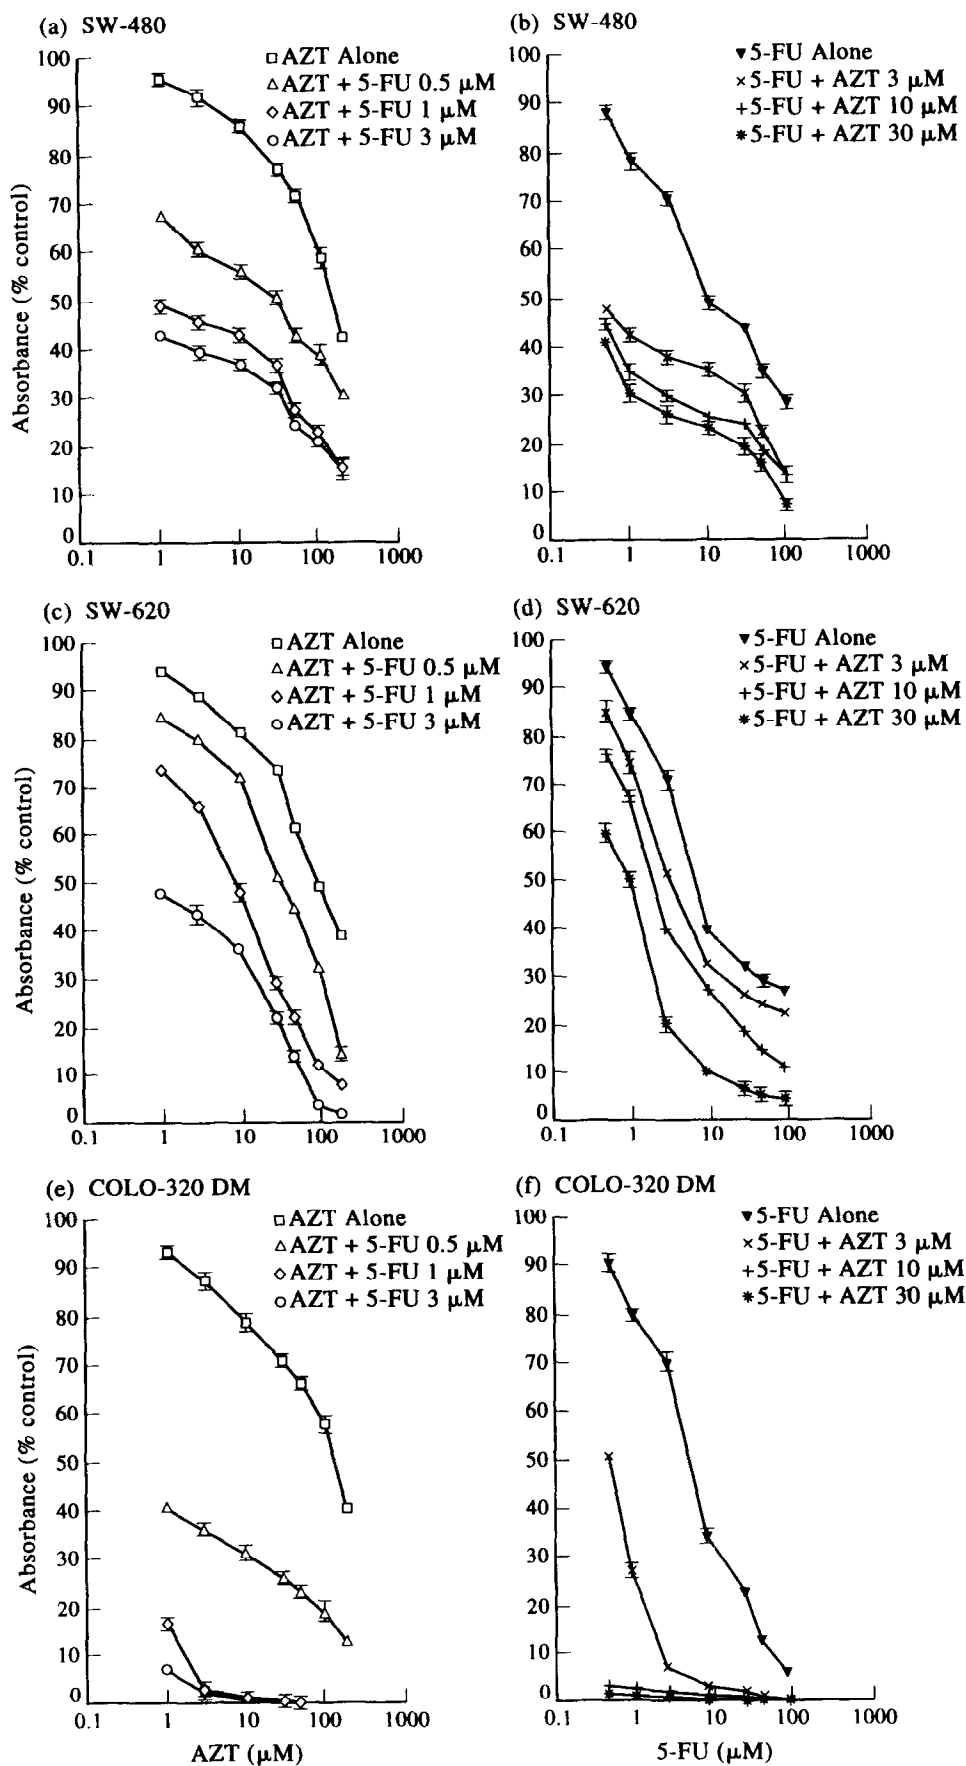 (a) SW-480
AZT Alone
AZT + 5-FU 0.5 µM
AZT + 5-FU 1 µM
AZT + 5-FU 3 µM
Absorbance (% control)
100
90
80
70
60
50
40
30
20
10
0
0.1 1 10 100 1000
(b) SW-480
5-FU Alone
5-FU + AZT 3 µM
5-FU + AZT 10 µM
5-FU + AZT 30 µM
100
90
80
70
60
50
40
30
20
10
0
0.1 1 10 100 1000
(c) SW-620
AZT Alone
AZT + 5-FU 0.5 µM
AZT + 5-FU 1 µM
AZT + 5-FU 3 µM
Absorbance (% control)
100
90
80
70
60
50
40
30
20
10
0
0.1 1 10 100 1000
(d) SW-620
5-FU Alone
5-FU + AZT 3 µM
5-FU + AZT 10 µM
5-FU + AZT 30 µM
100
90
80
70
60
50
40
30
20
10
0
0.1 1 10 100 1000
(e) COLO-320 DM
AZT Alone
AZT + 5-FU 0.5 µM
AZT + 5-FU 1 µM
AZT + 5-FU 3 µM
Absorbance (% control)
100
90
80
70
60
50
40
30
20
10
0
0.1 1 10 100 1000
AZT (µM)
(f) COLO-320 DM
5-FU Alone
5-FU + AZT 3 µM
5-FU + AZT 10 µM
5-FU + AZT 30 µM
100
90
80
70
60
50
40
30
20
10
0
0.1 1 10 100 1000
5-FU (µM)